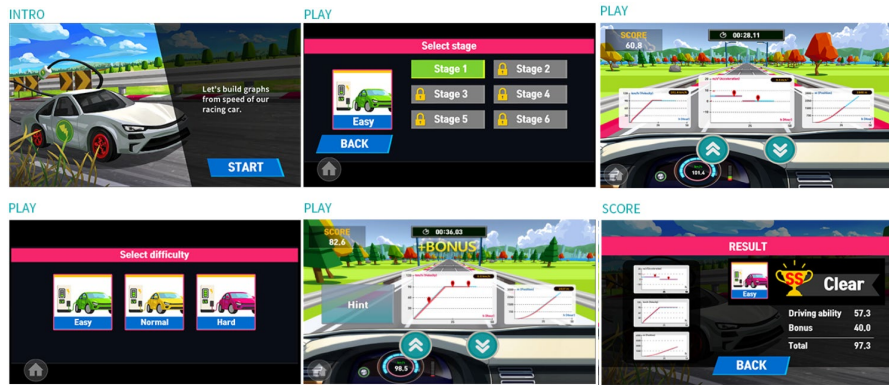 INTRO
Let's build graphs
from speed of our
racing car.
START
PLAY
Select stage
Easy
BACK
Stage 1
Stage 2
Stage 3
Stage 4
Stage 5
Stage 6
PLAY
SCORE
60.8
00:28.11
101.4
PLAY
Select difficulty
Easy
Normal
Hard
PLAY
SCORE
82.6
00:36.03
+BONUS
Hint
98.5
SCORE
RESULT
Easy
SS
Clear
Driving ability 57.3
Bonus 40.0
Total 97.3
BACK